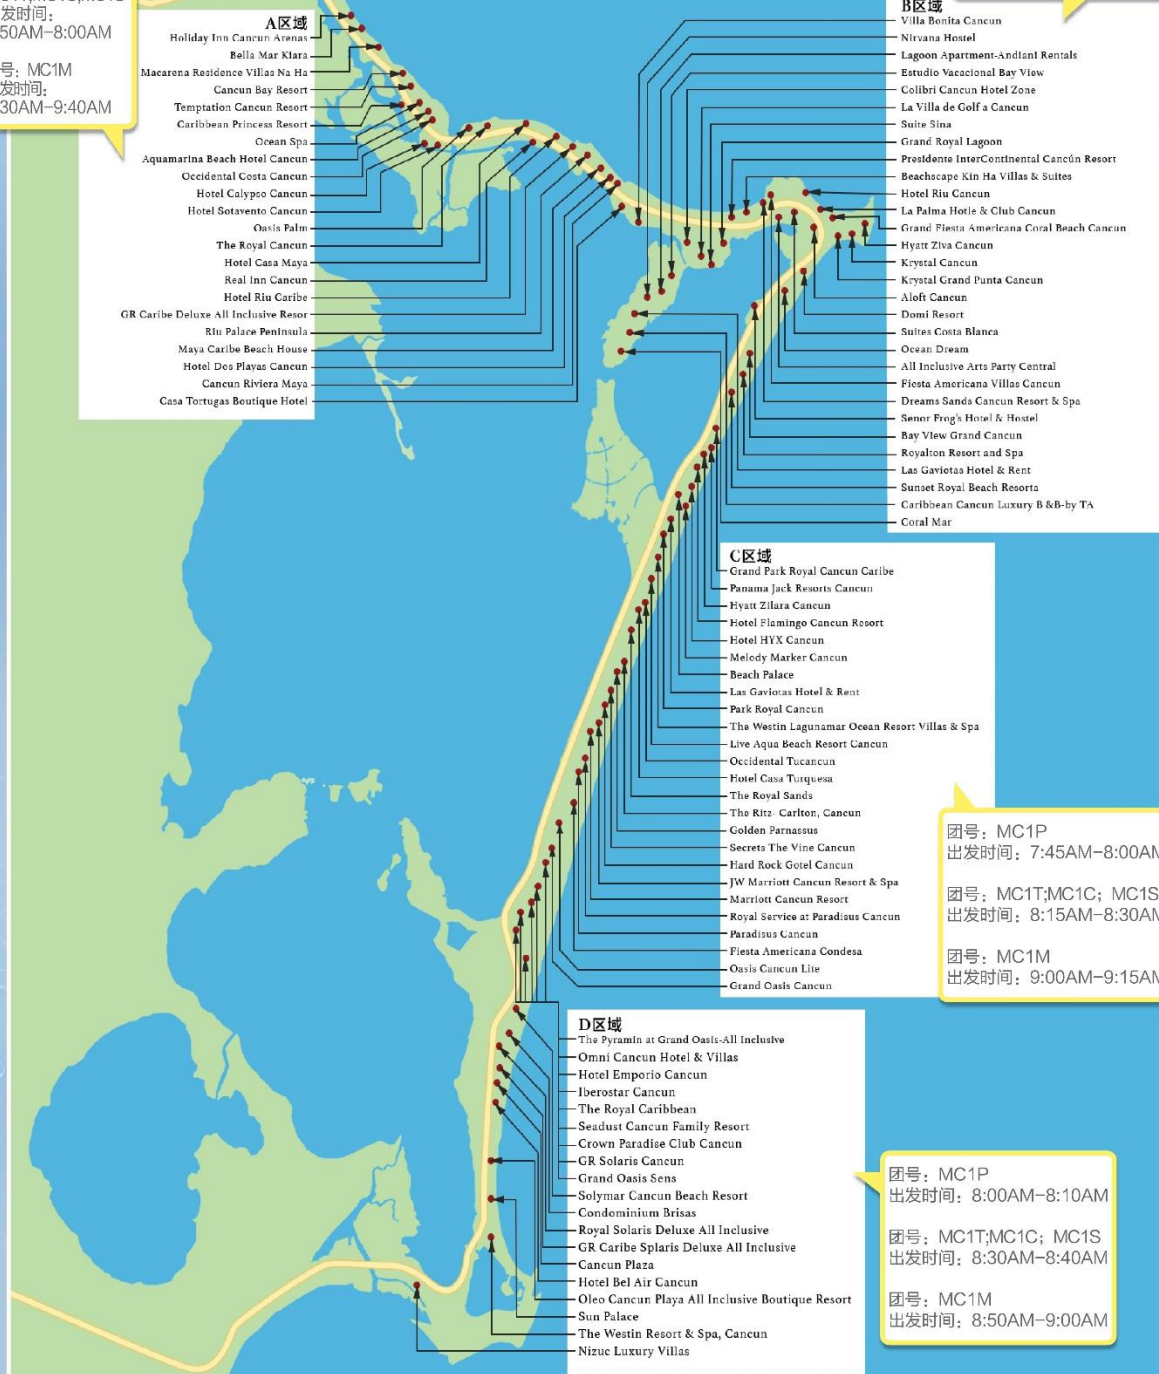 发时间：
50AM-8:00AM
号：MC1M
发时间：
30AM-9:40AM
A区域
Holiday Inn Cancun Arenas
Bella Mar Kiara
Macarena Residence Villas Na Ha
Cancun Bay Resort
Temptation Cancun Resort
Caribbean Princess Resort
Ocean Spa
Aquamarina Beach Hotel Cancun
Occidental Costa Cancun
Hotel Calypso Cancun
Hotel Sotavento Cancun
Oasis Palm
The Royal Cancun
Hotel Casa Maya
Real Inn Cancun
Hotel Riu Caribe
GR Caribe Deluxe All Inclusive Resor
Riu Palace Peninsula
Maya Caribe Beach House
Hotel Dos Playas Cancun
Cancun Riviera Maya
Casa Tortugas Boutique Hotel
B区域
Villa Bonita Cancun
Nirvana Hostel
Lagoon Apartment-Andiani Rentals
Estudio Vacacional Bay View
Colibri Cancun Hotel Zone
La Villa de Golf a Cancun
Suite Sina
Grand Royal Lagoon
Presidente InterContinental Cancún Resort
Beachscape Kin Ha Villas & Suites
Hotel Riu Cancun
La Palma Hotle & Club Cancun
Grand Fiesta Americana Coral Beach Cancun
Hyatt Ziva Cancun
Krystal Cancun
Krystal Grand Punta Cancun
Aloft Cancun
Domi Resort
Suites Costa Blanca
Ocean Dream
All Inclusive Arts Party Central
Fiesta Americana Villas Cancun
Dreams Sands Cancun Resort & Spa
Senor Frog's Hotel & Hostel
Bay View Grand Cancun
Royalton Resort and Spa
Las Gaviotas Hotel & Rent
Sunset Royal Beach Resorta
Caribbean Cancun Luxury B &B-by TA
Coral Mar
C区域
Grand Park Royal Cancun Caribe
Panama Jack Resorts Cancun
Hyatt Zilara Cancun
Hotel Flamingo Cancun Resort
Hotel HYX Cancun
Melody Marker Cancun
Beach Palace
Las Gaviotas Hotel & Rent
Park Royal Cancun
The Westin Lagunamar Ocean Resort Villas & Spa
Live Aqua Beach Resort Cancun
Occidental Tucancun
Hotel Casa Turquesa
The Royal Sands
The Ritz- Carlton, Cancun
Golden Parnassus
Secrets The Vine Cancun
Hard Rock Gotel Cancun
JW Marriott Cancun Resort & Spa
Marriott Cancun Resort
Royal Service at Paradisus Cancun
Paradisus Cancun
Fiesta Americana Condesa
Oasis Cancun Lite
Grand Oasis Cancun
团号：MC1P
出发时间：7:45AM-8:00AM
团号：MC1T;MC1C；MC1S
出发时间：8:15AM-8:30AM
团号：MC1M
出发时间：9:00AM-9:15AM
D区域
The Pyramin at Grand Oasis-All Inclusive
Omni Cancun Hotel & Villas
Hotel Emporio Cancun
Iberostar Cancun
The Royal Caribbean
Seadust Cancun Family Resort
Crown Paradise Club Cancun
GR Solaris Cancun
Grand Oasis Sens
Solymar Cancun Beach Resort
Condominium Brisas
Royal Solaris Deluxe All Inclusive
GR Caribe Splaris Deluxe All Inclusive
Cancun Plaza
Hotel Bel Air Cancun
Oleo Cancun Playa All Inclusive Boutique Resort
Sun Palace
The Westin Resort & Spa, Cancun
Nizuc Luxury Villas
团号：MC1P
出发时间：8:00AM-8:10AM
团号：MC1T;MC1C；MC1S
出发时间：8:30AM-8:40AM
团号：MC1M
出发时间：8:50AM-9:00AM